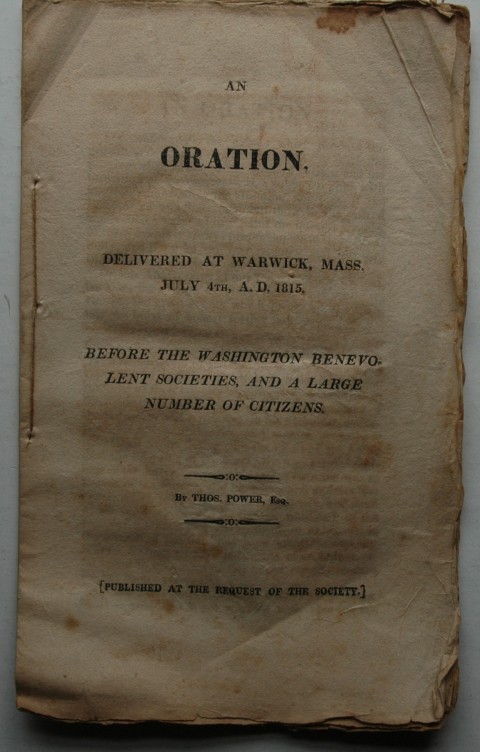 AN
ORATION.
DELIVERED AT WARWICK, MASS.
JULY 4TH, A. D. 1815,
BEFORE THE WASHINGTON BENEVO-
LENT SOCIETIES, AND A LARGE
NUMBER OF CITIZENS.
BY THOS. POWER, ESQ.
[PUBLISHED AT THE REQUEST OF THE SOCIETY.]